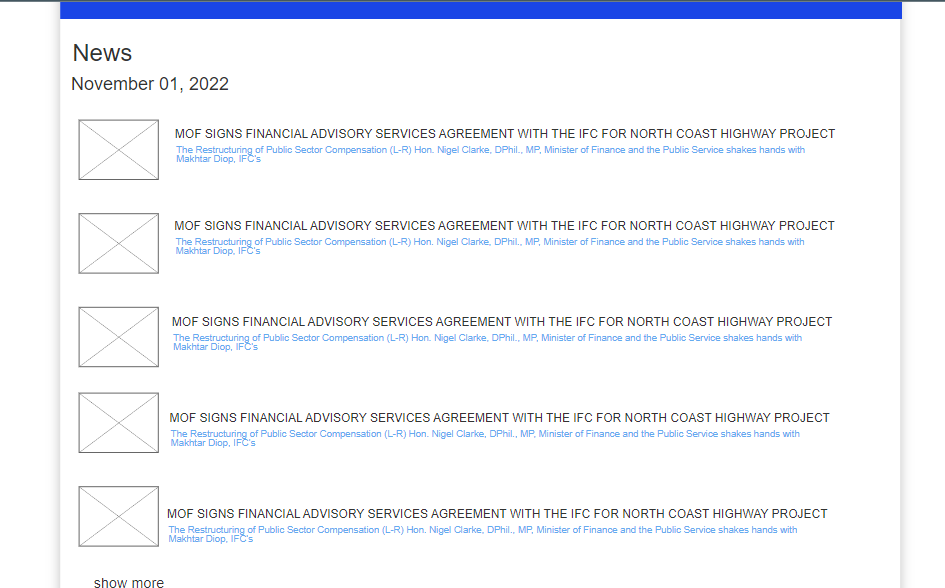 News
November 01, 2022
MOF SIGNS FINANCIAL ADVISORY SERVICES AGREEMENT WITH THE IFC FOR NORTH COAST HIGHWAY PROJECT
The Restructuring of Public Sector Compensation (L-R) Hon. Nigel Clarke, DPhil., MP, Minister of Finance and the Public Service shakes hands with
Makhtar Diop, IFC's
MOF SIGNS FINANCIAL ADVISORY SERVICES AGREEMENT WITH THE IFC FOR NORTH COAST HIGHWAY PROJECT
The Restructuring of Public Sector Compensation (L-R) Hon. Nigel Clarke, DPhil., MP, Minister of Finance and the Public Service shakes hands with
Makhtar Diop, IFC's
MOF SIGNS FINANCIAL ADVISORY SERVICES AGREEMENT WITH THE IFC FOR NORTH COAST HIGHWAY PROJECT
The Restructuring of Public Sector Compensation (L-R) Hon. Nigel Clarke, DPhil., MP, Minister of Finance and the Public Service shakes hands with
Makhtar Diop, IFC's
MOF SIGNS FINANCIAL ADVISORY SERVICES AGREEMENT WITH THE IFC FOR NORTH COAST HIGHWAY PROJECT
The Restructuring of Public Sector Compensation (L-R) Hon. Nigel Clarke, DPhil., MP, Minister of Finance and the Public Service shakes hands with
Makhtar Diop, IFC's
MOF SIGNS FINANCIAL ADVISORY SERVICES AGREEMENT WITH THE IFC FOR NORTH COAST HIGHWAY PROJECT
The Restructuring of Public Sector Compensation (L-R) Hon. Nigel Clarke, DPhil., MP, Minister of Finance and the Public Service shakes hands with
Makhtar Diop, IFC's
show more